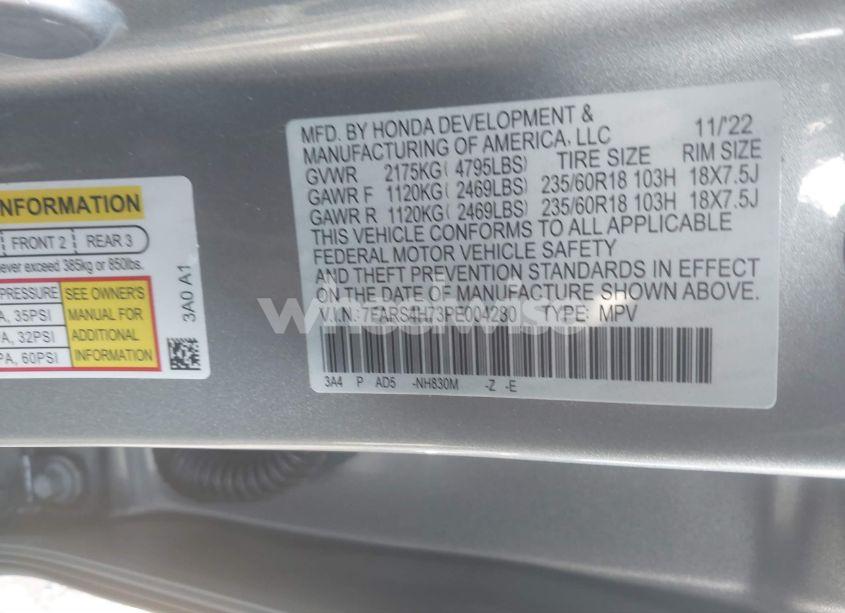 INFORMATION
FRONT 2 | REAR 3
never exceed 385kg or 850lbs.
PRESSURE SEE OWNER'S
A, 35PSI MANUAL FOR
PA, 32PSI ADDITIONAL
PA, 60PSI INFORMATION
3A0 A1
MFD. BY HONDA DEVELOPMENT & 11/'22
MANUFACTURING OF AMERICA, LLC TIRE SIZE RIM SIZE
GVWR 2175KG( 4795LBS)
GAWR F 1120KG( 2469LBS) 235/60R18 103H 18X7.5J
GAWR R 1120KG( 2469LBS) 235/60R18 103H 18X7.5J
THIS VEHICLE CONFORMS TO ALL APPLICABLE
FEDERAL MOTOR VEHICLE SAFETY
AND THEFT PREVENTION STANDARDS IN EFFECT
ON THE DATE OF MANUFACTURE SHOWN ABOVE.
V.I.N.: 7FARS4H73PE004280 TYPE: MPV
3A4 P AD5 -NH830M -Z -E
wheelwise